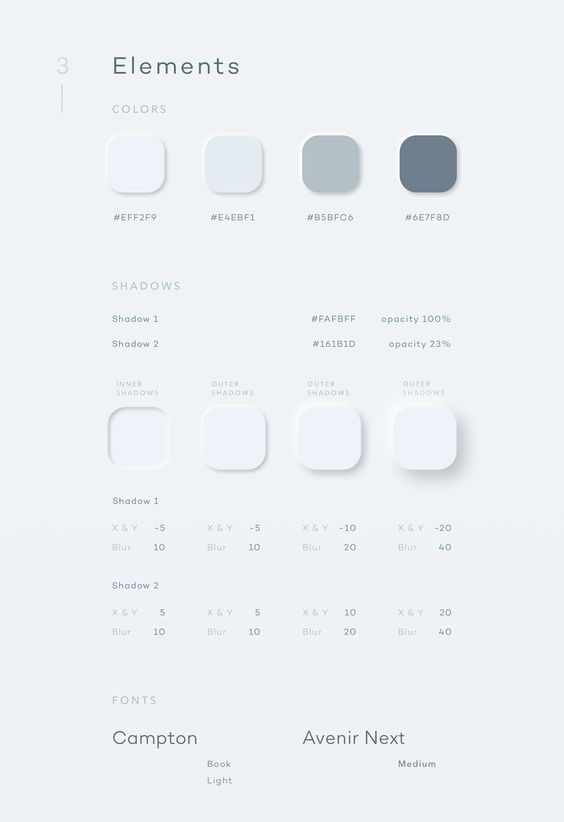 3
Elements
COLORS
#EFF2F9 #E4EBF1 #B5BFC6 #6E7F8D
SHADOWS
Shadow 1 #FAFBFF opacity 100%
Shadow 2 #161B1D opacity 23%
INNER OUTER OUTER OUTER
SHADOWS SHADOWS SHADOWS SHADOWS
Shadow 1
X & Y -5 X & Y -5 X & Y -10 X & Y -20
Blur 10 Blur 10 Blur 20 Blur 40
Shadow 2
X & Y 5 X & Y 5 X & Y 10 X & Y 20
Blur 10 Blur 10 Blur 20 Blur 40
FONTS
Campton Avenir Next
Book Medium
Light